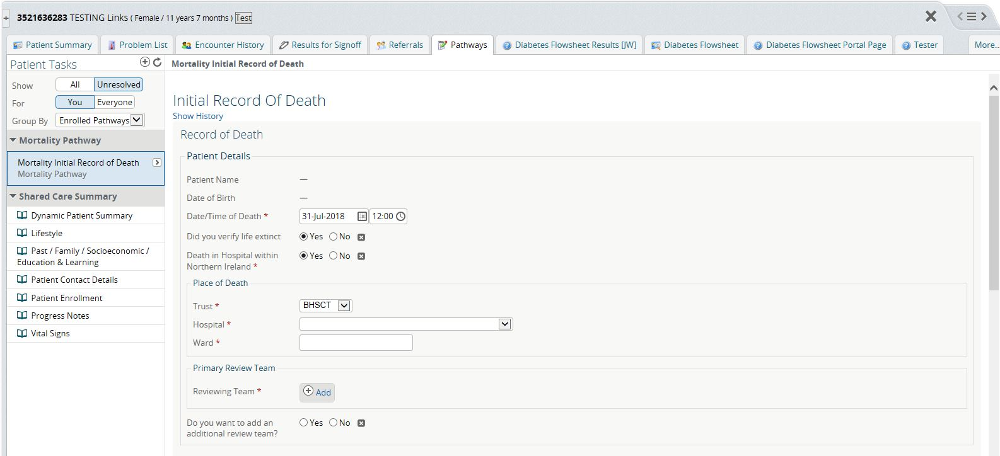 3521636283 TESTING Links ( Female / 11 years 7 months ) Test
Patient Summary Problem List Encounter History Results for Signoff Referrals Pathways Diabetes Flowsheet Results [JW] Diabetes Flowsheet Diabetes Flowsheet Portal Page Tester More...
Patient Tasks
Show All Unresolved
For You Everyone
Group By Enrolled Pathways
Mortality Pathway
Mortality Initial Record of Death
Mortality Pathway
Shared Care Summary
Dynamic Patient Summary
Lifestyle
Past / Family / Socioeconomic /
Education & Learning
Patient Contact Details
Patient Enrollment
Progress Notes
Vital Signs
Mortality Initial Record of Death
Initial Record Of Death
Show History
Record of Death
Patient Details
Patient Name —
Date of Birth —
Date/Time of Death * 31-Jul-2018 12:00
Did you verify life extinct Yes No
Death in Hospital within
Northern Ireland * Yes No
Place of Death
Trust * BHSCT
Hospital *
Ward *
Primary Review Team
Reviewing Team * Add
Do you want to add an
additional review team? Yes No